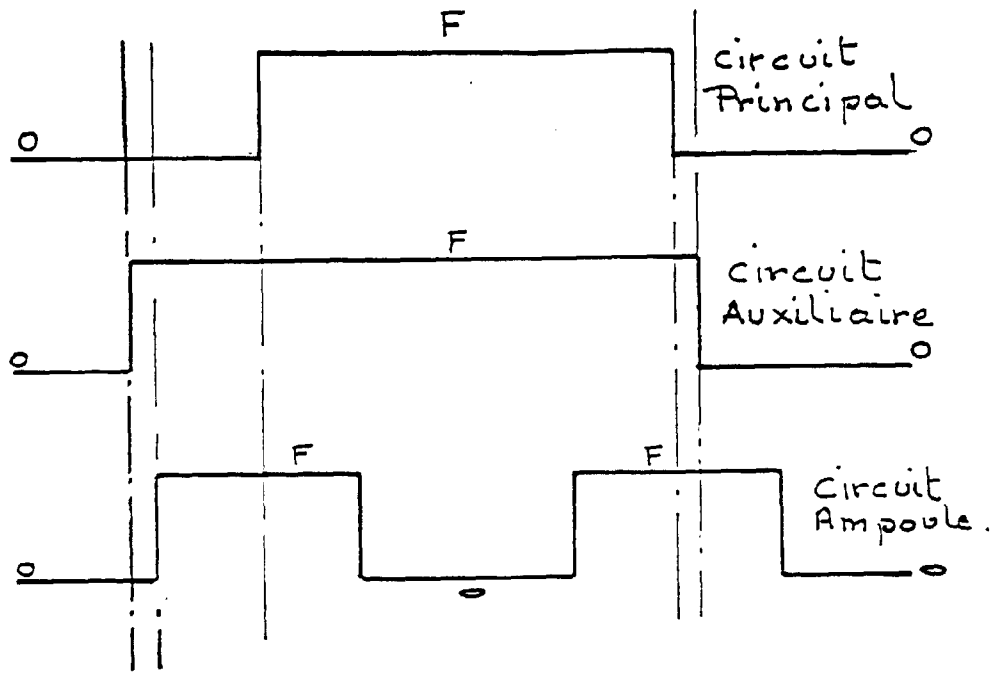 F
circuit
Principal
O
O
F
circuit
Auxiliaire
O
O
F
F
Circuit
Ampoule.
O
O
O